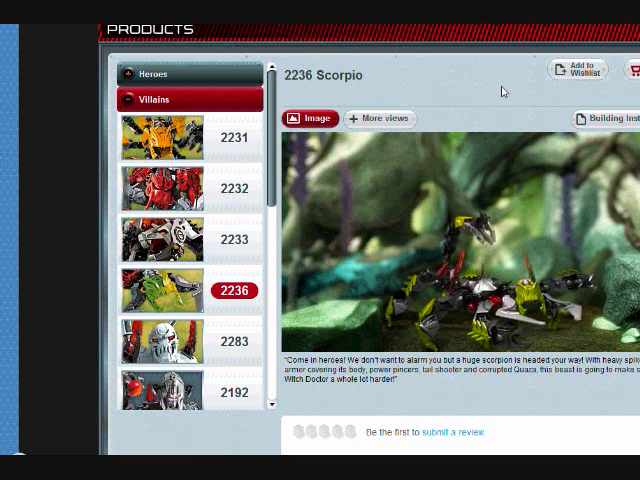 PRODUCTS
Heroes
Villains
2231
2232
2233
2236
2283
2192
2236 Scorpio
Add to
Wishlist
Image
More views
Building Inst
"Come in heroes! We don't want to alarm you but a huge scorpion is headed your way! With heavy spike
armor covering its body, power pincers, tail shooter and corrupted Quaza, this beast is going to make s
Witch Doctor a whole lot harder!"
Be the first to submit a review.